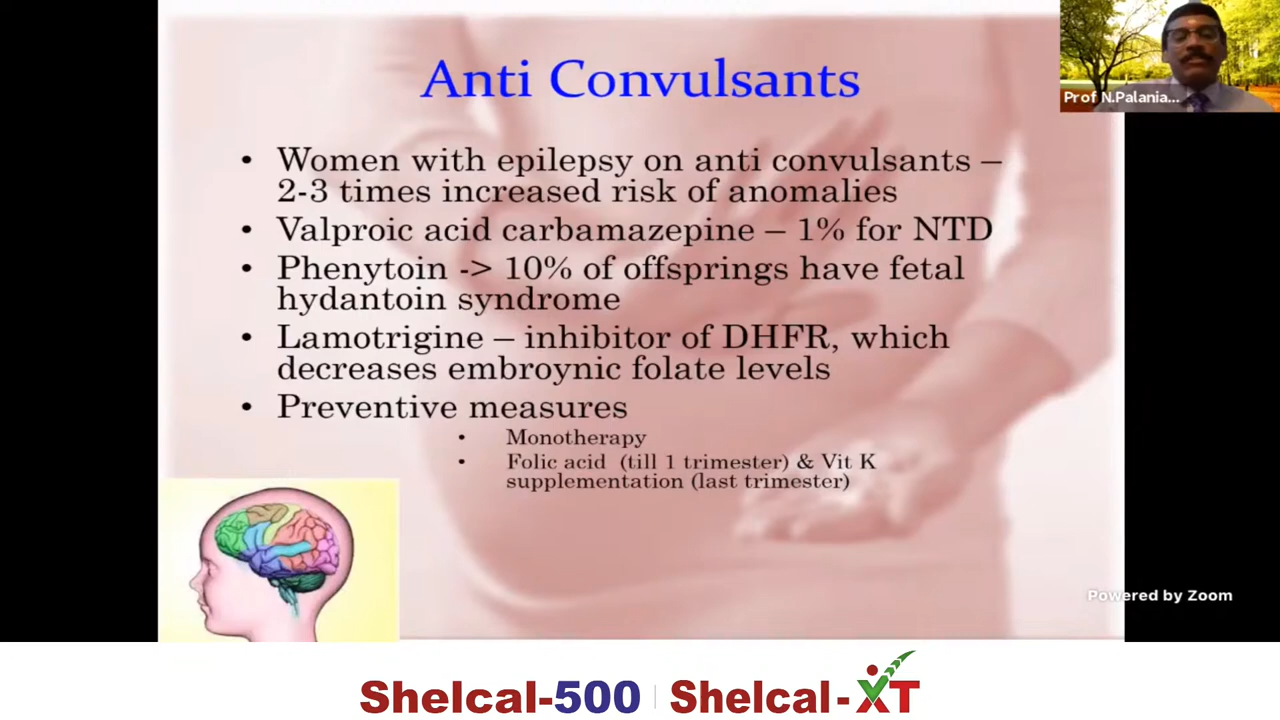 Anti Convulsants
Prof N.Palania...
• Women with epilepsy on anti convulsants –
2-3 times increased risk of anomalies
• Valproic acid carbamazepine – 1% for NTD
• Phenytoin -> 10% of offsprings have fetal
hydantoin syndrome
• Lamotrigine – inhibitor of DHFR, which
decreases embroynic folate levels
• Preventive measures
• Monotherapy
• Folic acid (till 1 trimester) & Vit K
supplementation (last trimester)
Powered by Zoom
Shelcal-500 Shelcal-XT